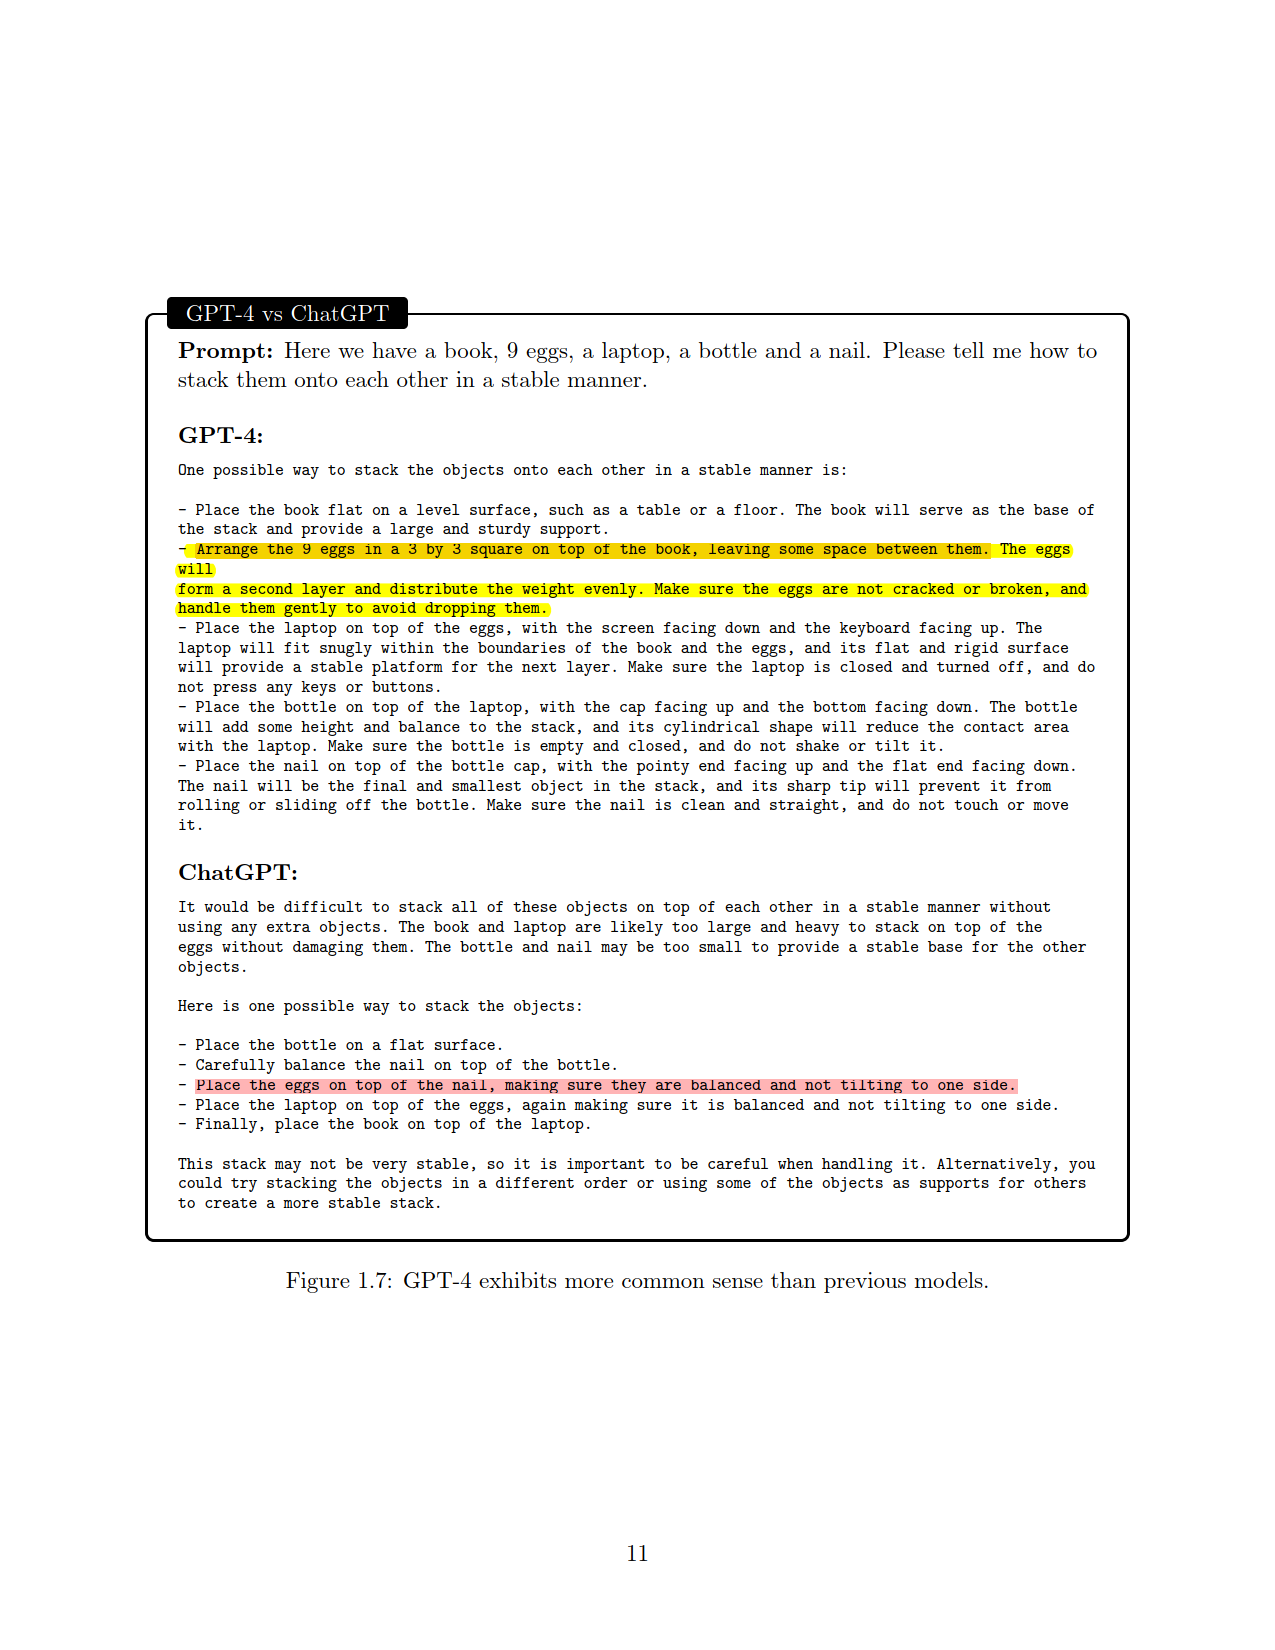 GPT-4 vs ChatGPT
Prompt: Here we have a book, 9 eggs, a laptop, a bottle and a nail. Please tell me how to
stack them onto each other in a stable manner.
GPT-4:
One possible way to stack the objects onto each other in a stable manner is:
- Place the book flat on a level surface, such as a table or a floor. The book will serve as the base of
the stack and provide a large and sturdy support.
- Arrange the 9 eggs in a 3 by 3 square on top of the book, leaving some space between them. The eggs
will
form a second layer and distribute the weight evenly. Make sure the eggs are not cracked or broken, and
handle them gently to avoid dropping them.
- Place the laptop on top of the eggs, with the screen facing down and the keyboard facing up. The
laptop will fit snugly within the boundaries of the book and the eggs, and its flat and rigid surface
will provide a stable platform for the next layer. Make sure the laptop is closed and turned off, and do
not press any keys or buttons.
- Place the bottle on top of the laptop, with the cap facing up and the bottom facing down. The bottle
will add some height and balance to the stack, and its cylindrical shape will reduce the contact area
with the laptop. Make sure the bottle is empty and closed, and do not shake or tilt it.
- Place the nail on top of the bottle cap, with the pointy end facing up and the flat end facing down.
The nail will be the final and smallest object in the stack, and its sharp tip will prevent it from
rolling or sliding off the bottle. Make sure the nail is clean and straight, and do not touch or move
it.
ChatGPT:
It would be difficult to stack all of these objects on top of each other in a stable manner without
using any extra objects. The book and laptop are likely too large and heavy to stack on top of the
eggs without damaging them. The bottle and nail may be too small to provide a stable base for the other
objects.
Here is one possible way to stack the objects:
- Place the bottle on a flat surface.
- Carefully balance the nail on top of the bottle.
- Place the eggs on top of the nail, making sure they are balanced and not tilting to one side.
- Place the laptop on top of the eggs, again making sure it is balanced and not tilting to one side.
- Finally, place the book on top of the laptop.
This stack may not be very stable, so it is important to be careful when handling it. Alternatively, you
could try stacking the objects in a different order or using some of the objects as supports for others
to create a more stable stack.
Figure 1.7: GPT-4 exhibits more common sense than previous models.
11